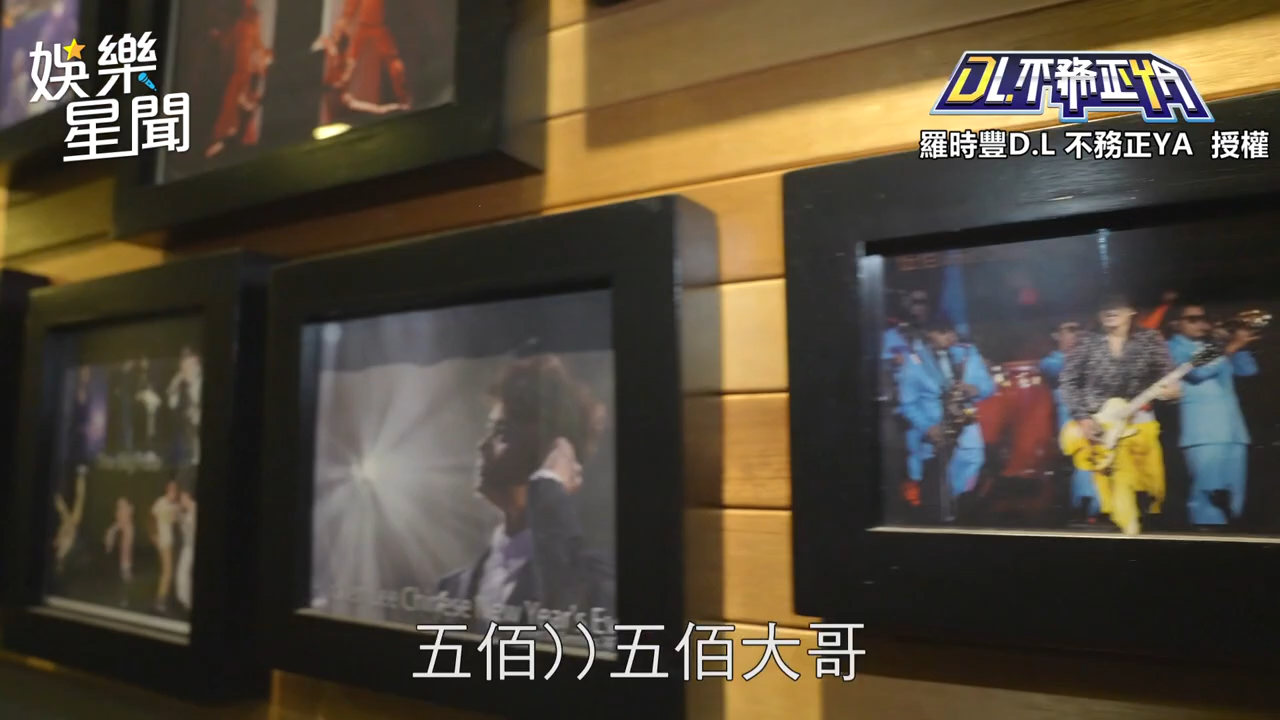 娛樂
星聞
DL.不務正YA
羅時豐D.L 不務正YA 授權
Chinese New Year's
五佰))五佰大哥